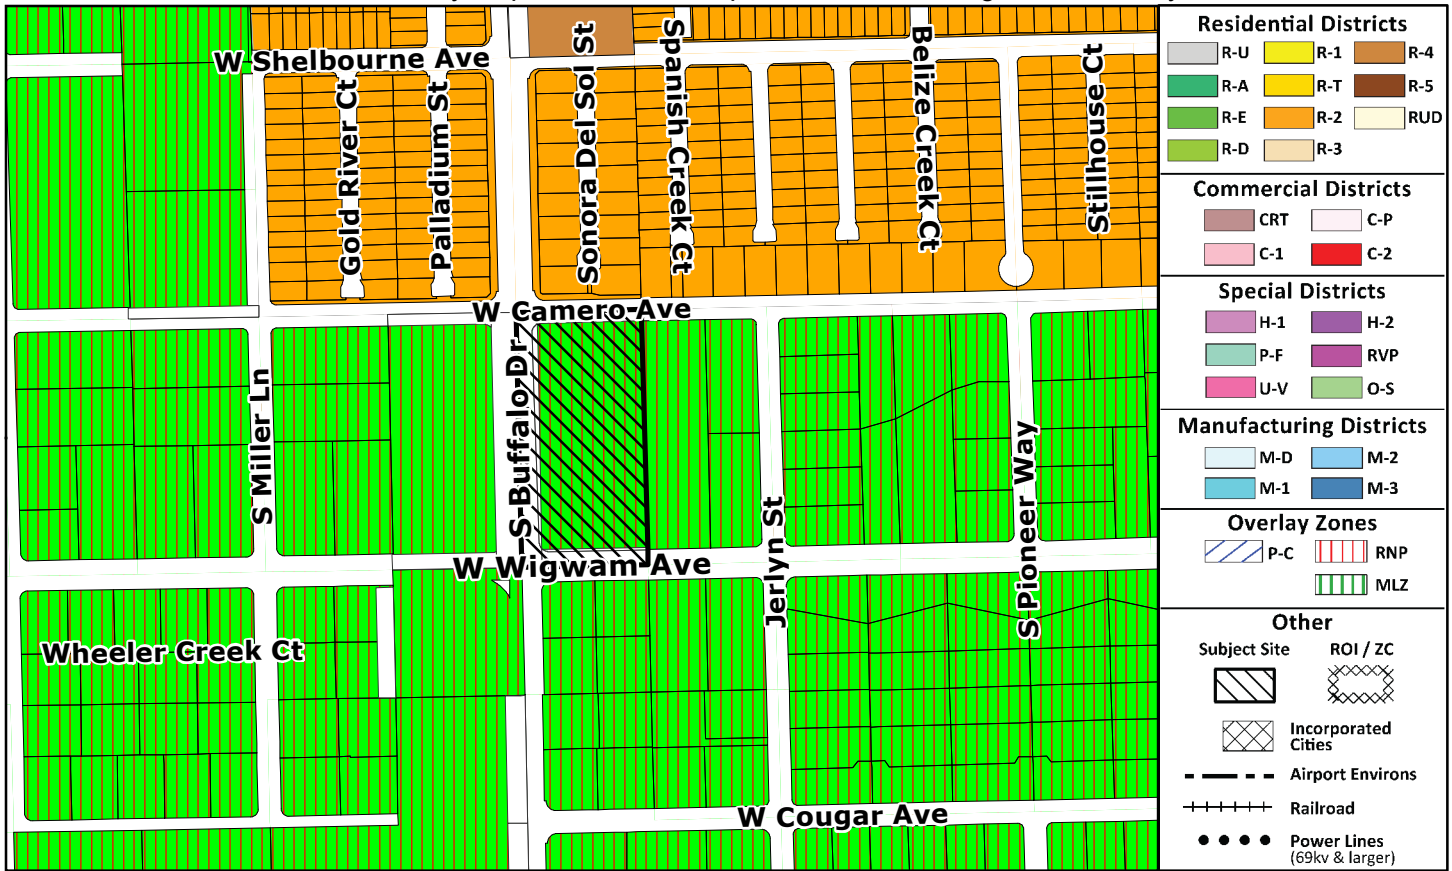 W Shelbourne Ave
Gold River Ct
Palladium St
Sonora Del Sol St
Spanish Creek Ct
Belize Creek Ct
Stillhouse Ct
W Camero Ave
S Miller Ln
S Buffalo Dr
Jerlyn St
S Pioneer Way
W Wigwam Ave
Wheeler Creek Ct
W Cougar Ave
Residential Districts
R-U R-1 R-4
R-A R-T R-5
R-E R-2 RUD
R-D R-3
Commercial Districts
CRT C-P
C-1 C-2
Special Districts
H-1 H-2
P-F RVP
U-V O-S
Manufacturing Districts
M-D M-2
M-1 M-3
Overlay Zones
P-C RNP
MLZ
Other
Subject Site ROI / ZC
Incorporated
Cities
Airport Environs
Railroad
Power Lines
(69kv & larger)